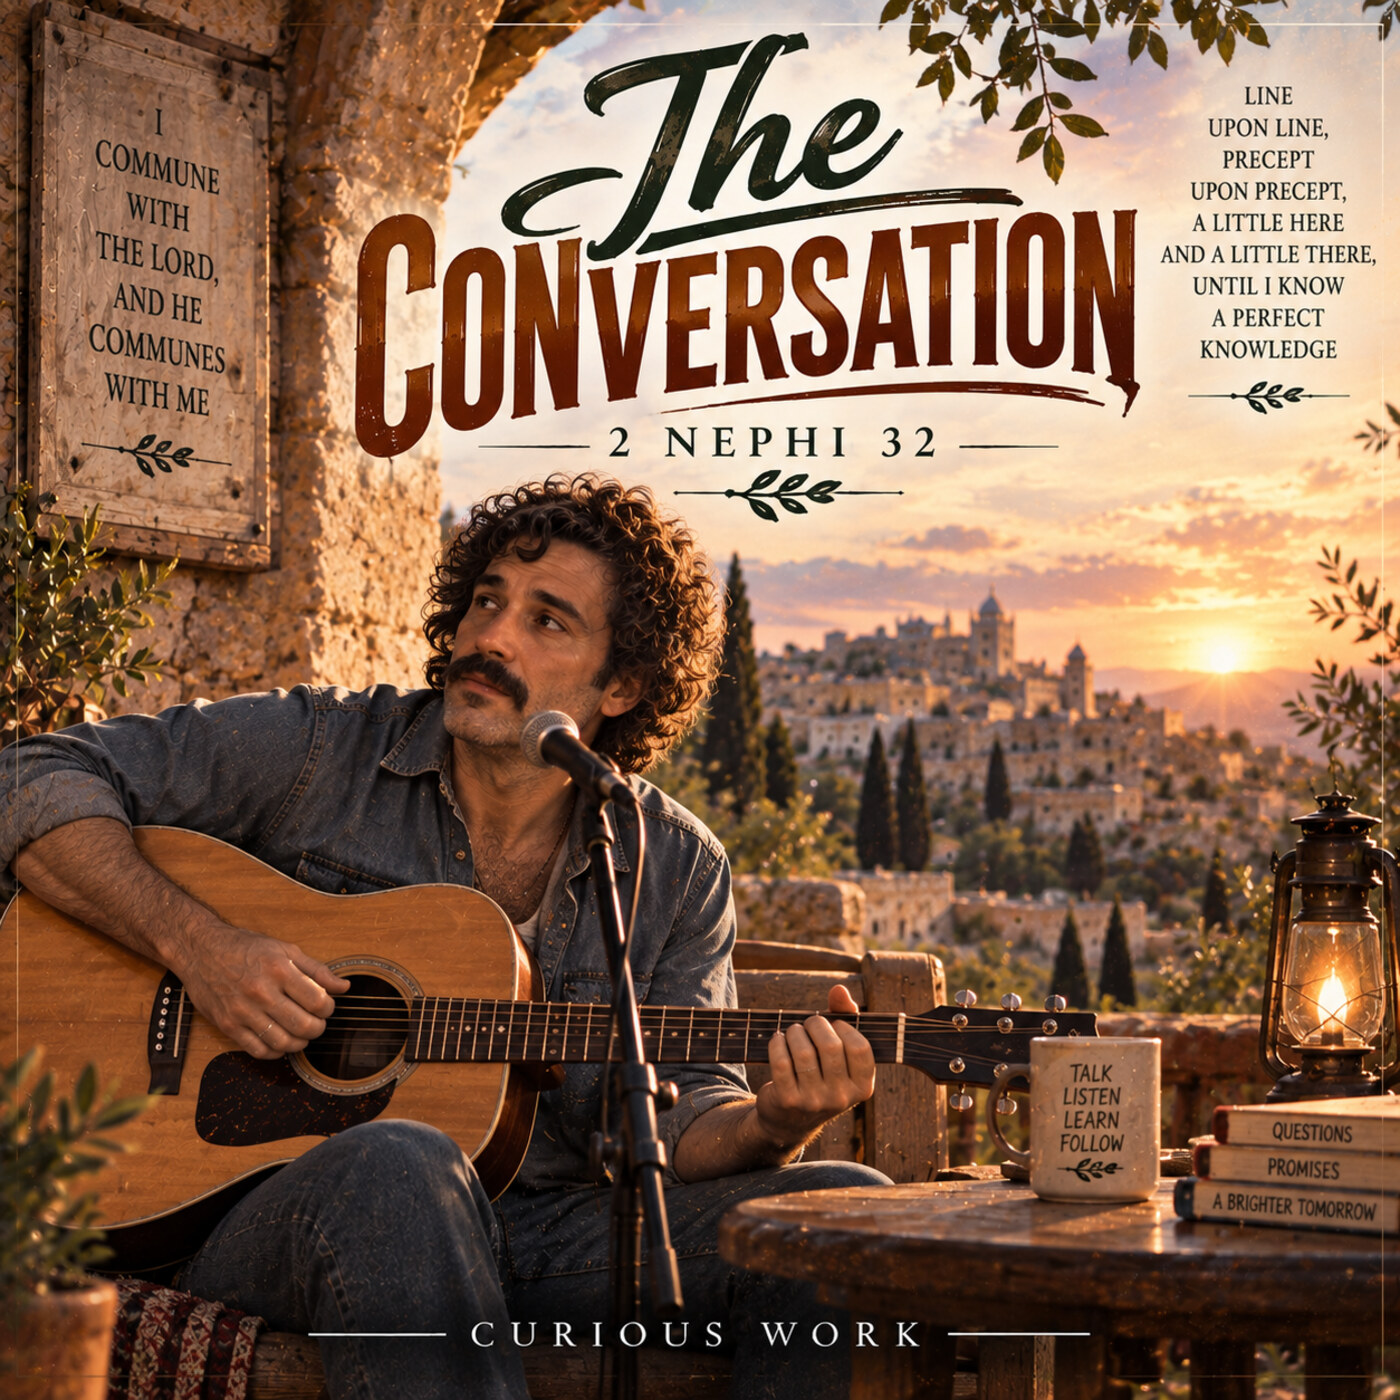 I
COMMUNE
WITH
THE LORD,
AND HE
COMMUNES
WITH ME
The
CONVERSATION
2 NEPHI 32
LINE
UPON LINE,
PRECEPT
UPON PRECEPT,
A LITTLE HERE
AND A LITTLE THERE,
UNTIL I KNOW
A PERFECT
KNOWLEDGE
TALK
LISTEN
LEARN
FOLLOW
QUESTIONS
PROMISES
A BRIGHTER TOMORROW
CURIOUS WORK